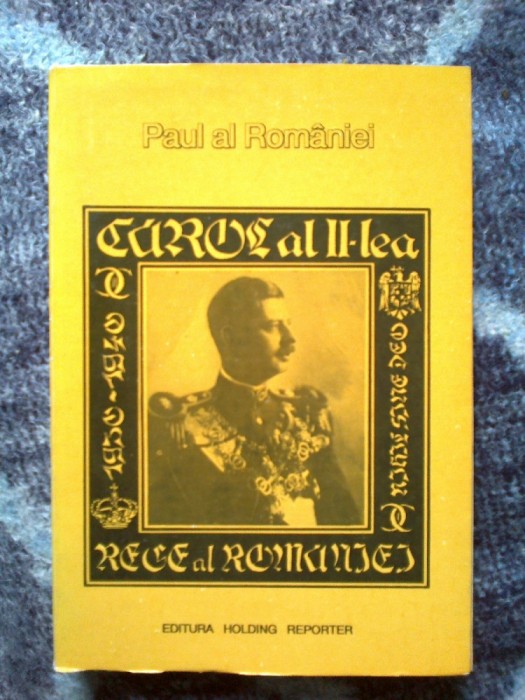 Paul al României
CAROL al II-lea
1930-1940
NIHIL SINE DEO
REGE al ROMANIEI
EDITURA HOLDING REPORTER